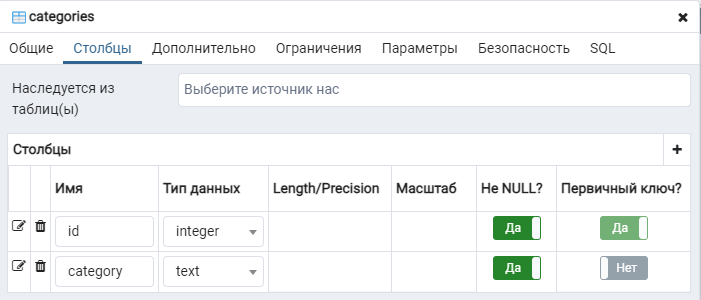 categories
Общие Столбцы Дополнительно Ограничения Параметры Безопасность SQL
Наследуется из
таблиц(ы)
Выберите источник нас
Столбцы
Имя Тип данных Length/Precision Масштаб Не NULL? Первичный ключ?
id integer Да Да
category text Да Нет